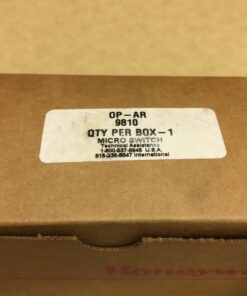 OP-AR
9810
QTY PER BOX-1
MICRO SWITCH
Technical Assistance
1-800-537-6945 U.S.A.
815-235-6847 International
Honeywell